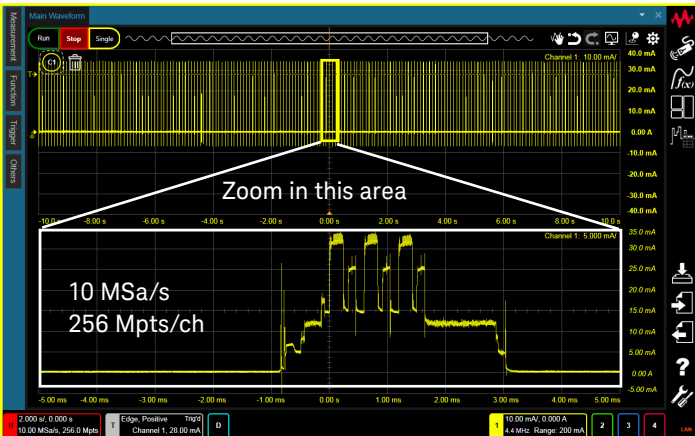 Main Waveform
Measurement
Function
Trigger
Others
Run Stop Single
C1
T
Channel 1: 10.00 mA/
40.0 mA
30.0 mA
20.0 mA
10.0 mA
0.00 A
-10.0 mA
-20.0 mA
-30.0 mA
-40.0 mA
Zoom in this area
-10.0 s -8.00 s -6.00 s -4.00 s -2.00 s 0.00 s 2.00 s 4.00 s 6.00 s 8.00 s 10.0 s
Channel 1: 5.000 mA/
35.0 mA
30.0 mA
25.0 mA
20.0 mA
15.0 mA
10.0 mA
5.00 mA
0.00 A
-5.00 mA
10 MSa/s
256 Mpts/ch
-5.00 ms -4.00 ms -3.00 ms -2.00 ms -1.00 ms 0.00 s 1.00 ms 2.00 ms 3.00 ms 4.00 ms 5.00 ms
f(x)
?
H 2.000 s/, 0.000 s
10.00 MSa/s, 256.0 Mpts
T Edge, Positive Trig'd
Channel 1, 28.00 mA
D
1 10.00 mA/, 0.000 A
4.4 MHz Range: 200 mA
2 3 4
LAN